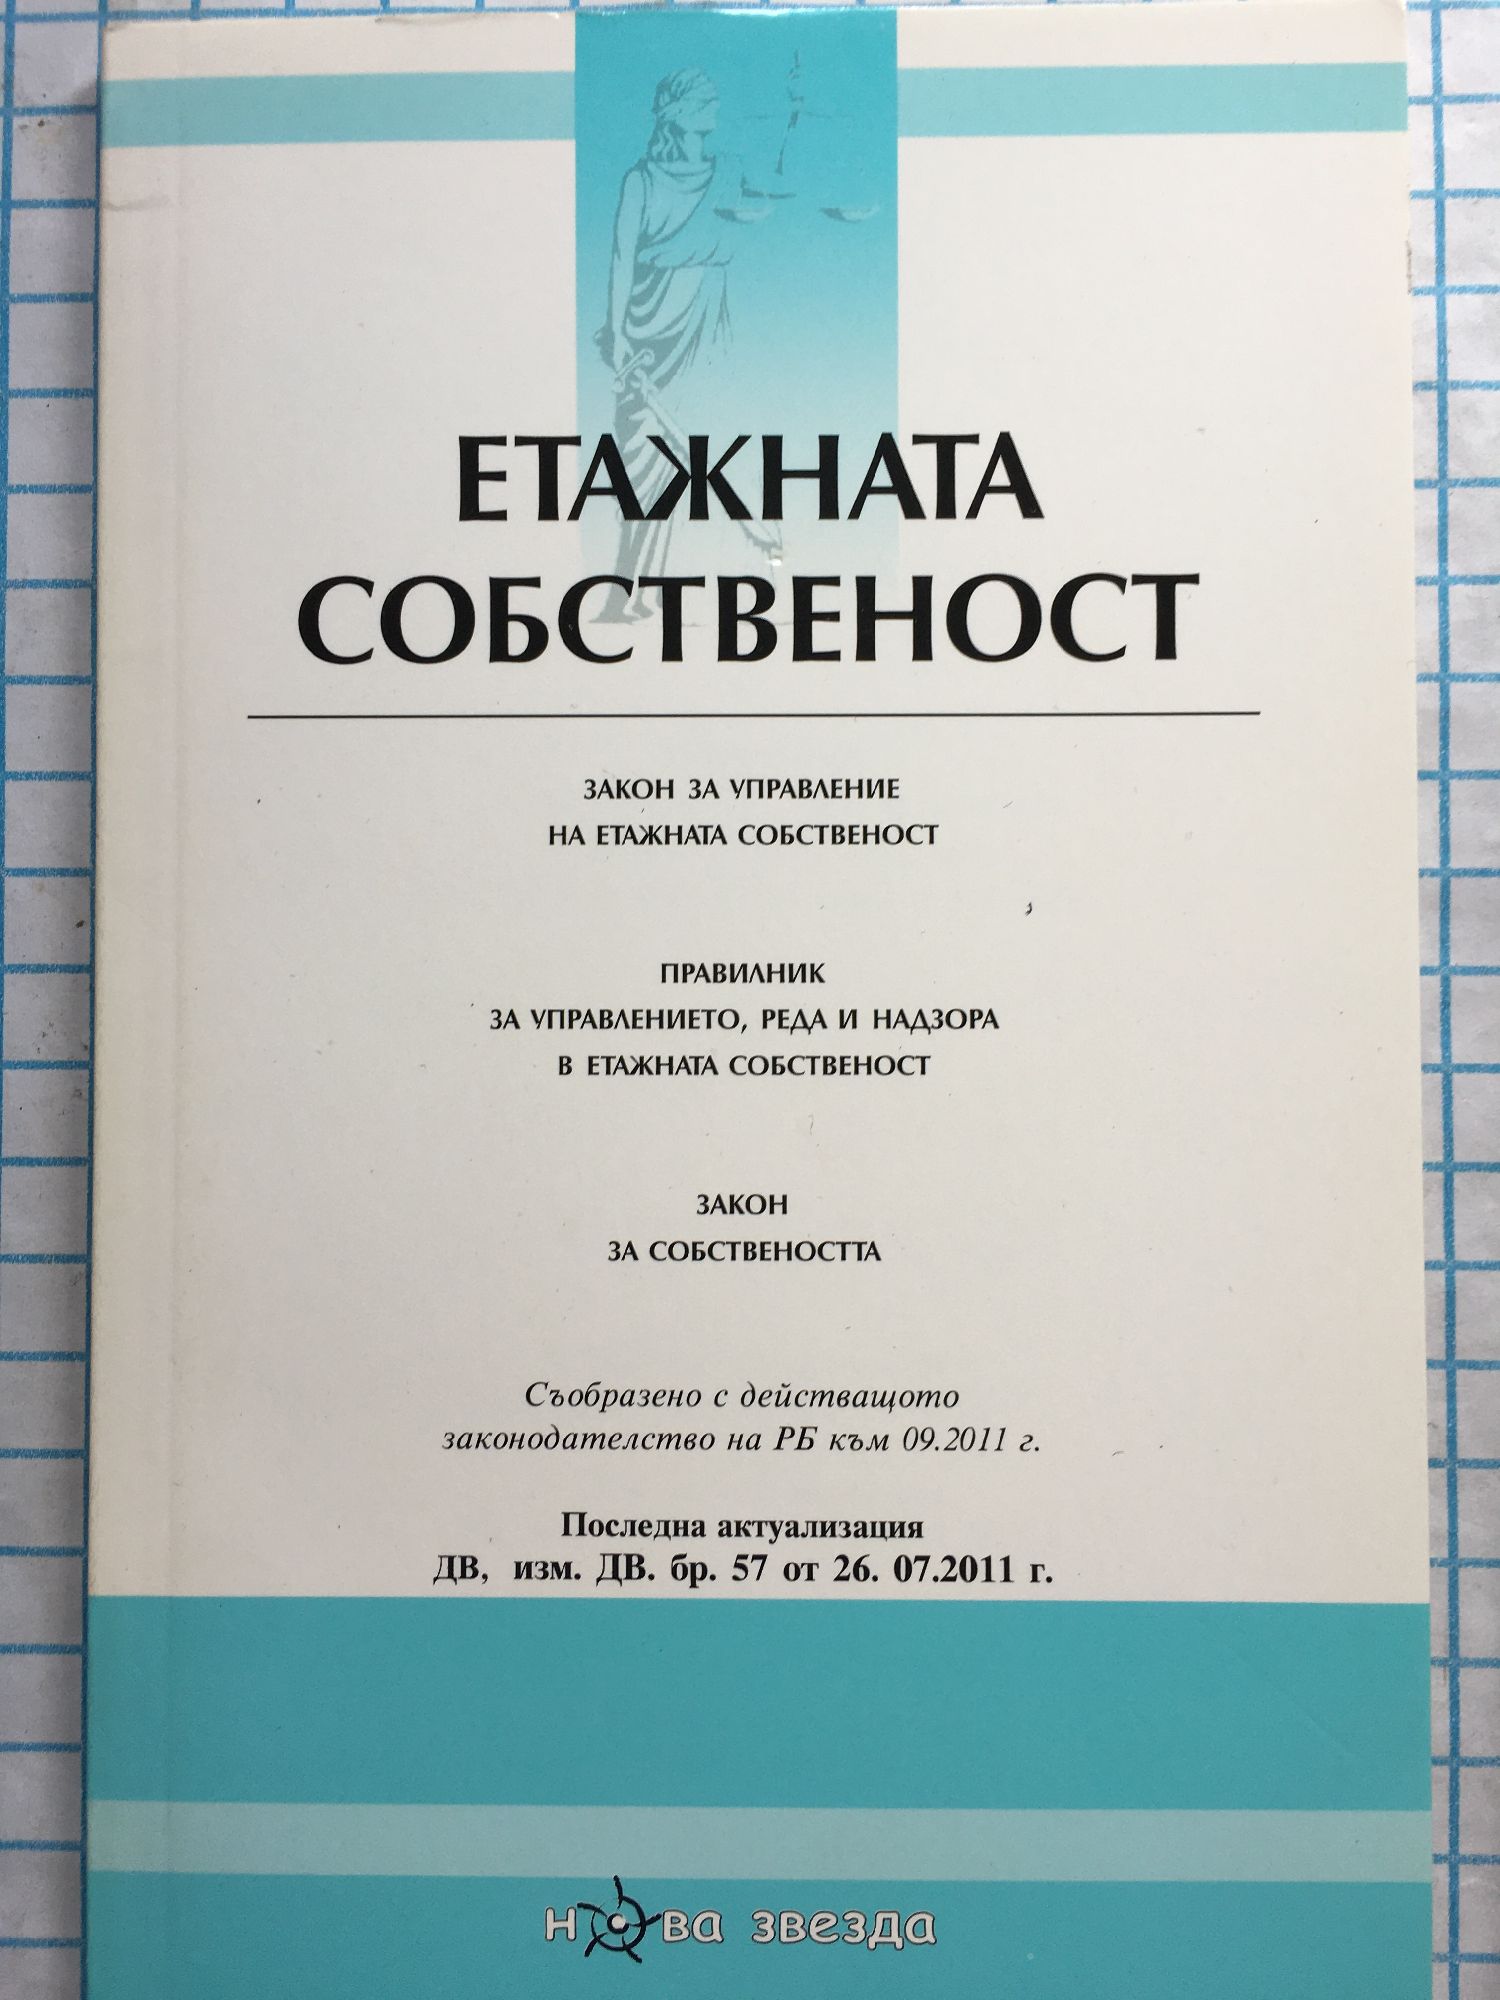 ЕТАЖНАТА
СОБСТВЕНОСТ
ЗАКОН ЗА УПРАВЛЕНИЕ
НА ЕТАЖНАТА СОБСТВЕНОСТ
ПРАВИЛНИК
ЗА УПРАВЛЕНИЕТО, РЕДА И НАДЗОРА
В ЕТАЖНАТА СОБСТВЕНОСТ
ЗАКОН
ЗА СОБСТВЕНОСТТА
Съобразено с действащото
законодателство на РБ към 09.2011 г.
Последна актуализация
ДВ, изм. ДВ. бр. 57 от 26. 07.2011 г.
нова звезда